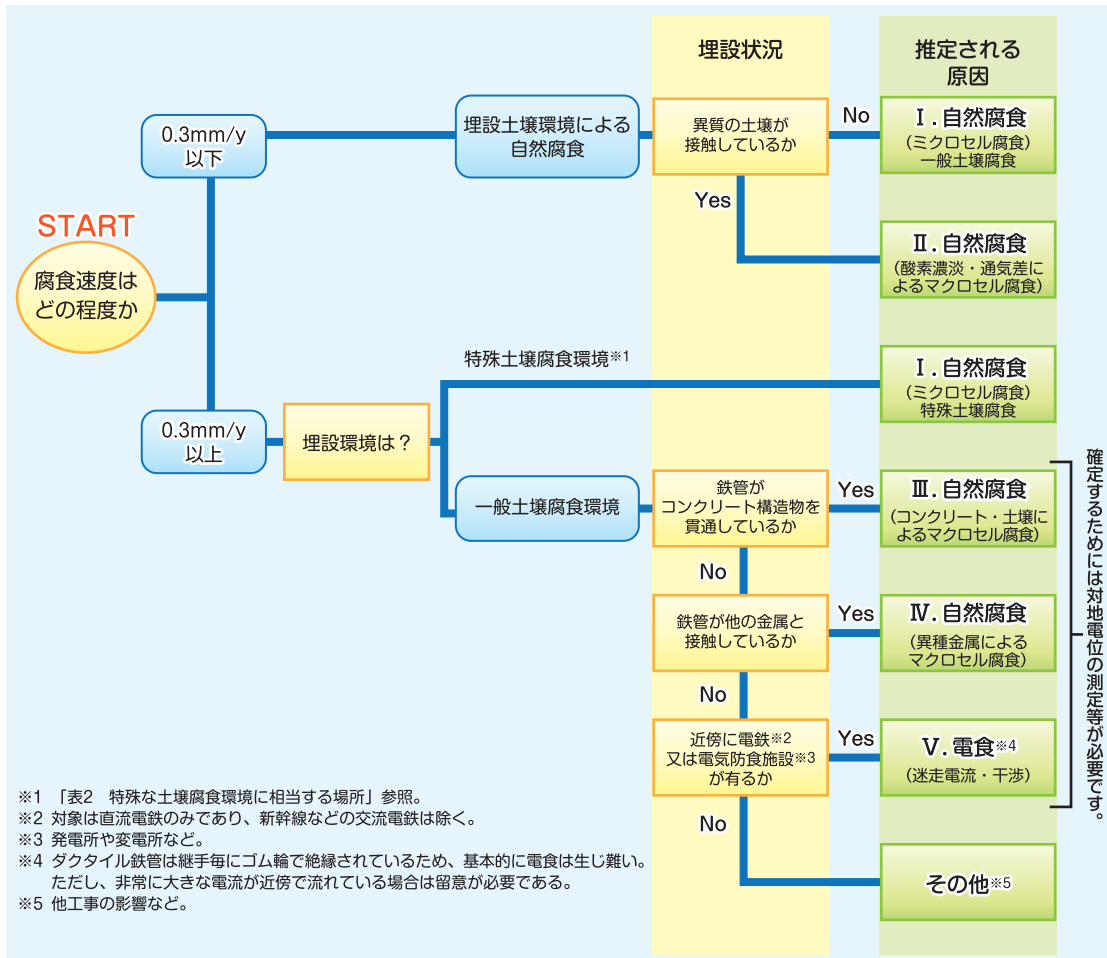 埋設状況
推定される
原因
START
腐食速度は
どの程度か
0.3mm/y
以下
埋設土壌環境による
自然腐食
異質の土壌が
接触しているか
No
Ⅰ.自然腐食
(ミクロセル腐食)
一般土壌腐食
Yes
Ⅱ.自然腐食
(酸素濃淡・通気差に
よるマクロセル腐食)
0.3mm/y
以上
埋設環境は？
特殊土壌腐食環境※1
Ⅰ.自然腐食
(ミクロセル腐食)
特殊土壌腐食
一般土壌腐食環境
鉄管が
コンクリート構造物を
貫通しているか
Yes
Ⅲ.自然腐食
(コンクリート・土壌に
よるマクロセル腐食)
No
鉄管が他の金属と
接触しているか
Yes
Ⅳ.自然腐食
(異種金属による
マクロセル腐食)
No
近傍に電鉄※2
又は電気防食施設※3
が有るか
Yes
Ⅴ.電食※4
(迷走電流・干渉)
No
その他※5
確定するためには対地電位の測定等が必要です。
※1 「表2　特殊な土壌腐食環境に相当する場所」参照。
※2 対象は直流電鉄のみであり、新幹線などの交流電鉄は除く。
※3 発電所や変電所など。
※4 ダクタイル鉄管は継手毎にゴム輪で絶縁されているため、基本的に電食は生じ難い。
ただし、非常に大きな電流が近傍で流れている場合は留意が必要である。
※5 他工事の影響など。